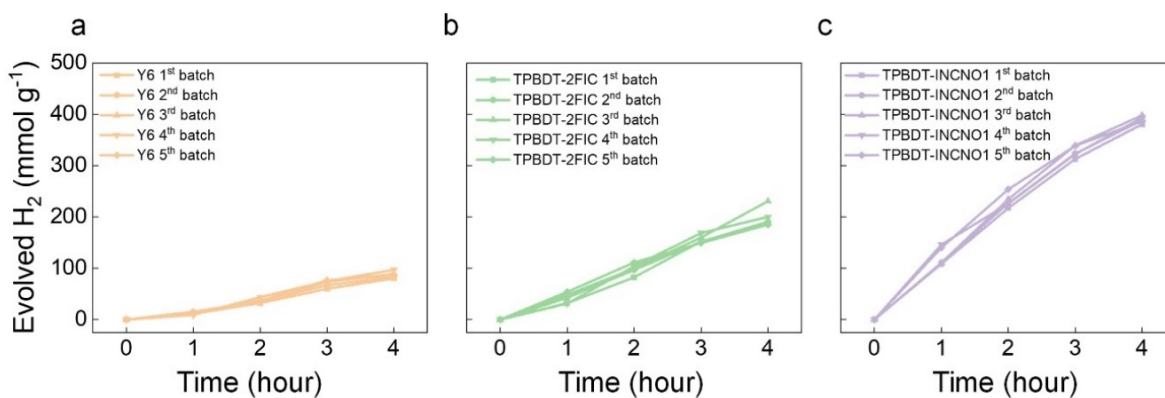 a
Evolved H₂ (mmol g⁻¹)
500
400
300
200
100
0
Y6 1ˢᵗ batch
Y6 2ⁿᵈ batch
Y6 3ʳᵈ batch
Y6 4ᵗʰ batch
Y6 5ᵗʰ batch
0 1 2 3 4
Time (hour)
b
TPBDT-2FIC 1ˢᵗ batch
TPBDT-2FIC 2ⁿᵈ batch
TPBDT-2FIC 3ʳᵈ batch
TPBDT-2FIC 4ᵗʰ batch
TPBDT-2FIC 5ᵗʰ batch
0 1 2 3 4
Time (hour)
c
TPBDT-INCNO1 1ˢᵗ batch
TPBDT-INCNO1 2ⁿᵈ batch
TPBDT-INCNO1 3ʳᵈ batch
TPBDT-INCNO1 4ᵗʰ batch
TPBDT-INCNO1 5ᵗʰ batch
0 1 2 3 4
Time (hour)